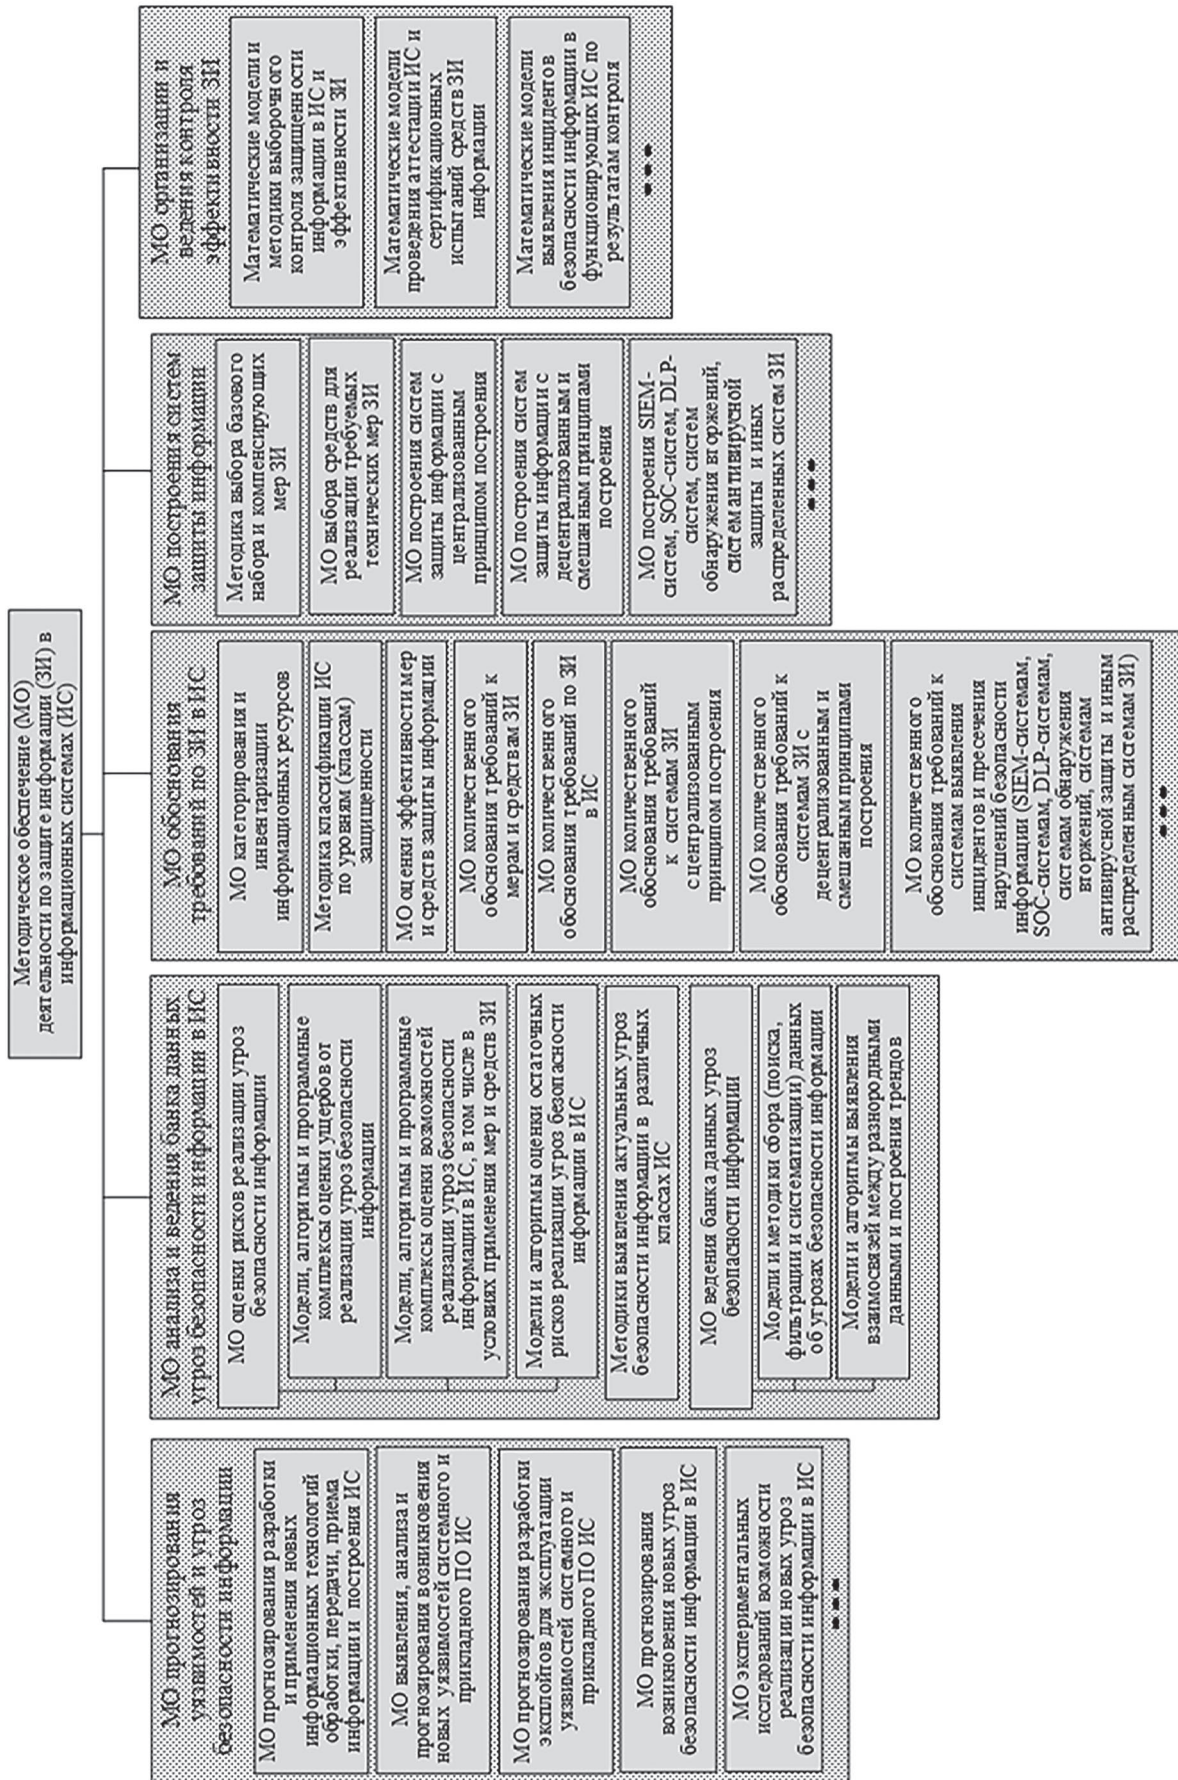 Методическое обеспечение (МО)
деятельности по защите информации (ЗИ) в
информационных системах (ИС)
МО прогнозирования
уязвимостей и угроз
безопасности информации
МО прогнозирования разработки
и применения новых
информационных технологий
обработки, передачи, приема
информации и построения ИС
МО выявления, анализа и
прогнозирования возникновения
новых уязвимостей системного и
прикладного ПО ИС
МО прогнозирования разработки
эксплойтов для эксплуатации
уязвимостей системного и
прикладного ПО ИС
МО прогнозирования
возникновения новых угроз
безопасности информации в ИС
МО экспериментальных
исследований возможности
реализации новых угроз
безопасности информации в ИС
МО анализа и ведения банка данных
угроз безопасности информации в ИС
МО оценки рисков реализации угроз
безопасности информации
Модели, алгоритмы и программные
комплексы оценки ущербов от
реализации угроз безопасности
информации
Модели, алгоритмы и программные
комплексы оценки возможностей
реализации угроз безопасности
информации в ИС, в том числе в
условиях применения мер и средств ЗИ
Модели и алгоритмы оценки остаточных
рисков реализации угроз безопасности
информации в ИС
Методики выявления актуальных угроз
безопасности информации в различных
классах ИС
МО ведения банка данных угроз
безопасности информации
Модели и методики сбора (поиска,
фильтрации и систематизации) данных
об угрозах безопасности информации
Модели и алгоритмы выявления
взаимосвязей между разнородными
данными и построения трендов
МО обоснования
требований по ЗИ в ИС
МО категорирования и
инвентаризации
информационных ресурсов
Методика классификации ИС
по уровням (классам)
защищенности
МО оценки эффективности мер
и средств защиты информации
МО количественного
обоснования требований к
мерам и средствам ЗИ
МО количественного
обоснования требований по ЗИ
в ИС
МО количественного
обоснования требований
к системам ЗИ
с централизованным
принципом построения
МО количественного
обоснования требований к
системам ЗИ с
децентрализованным и
смешанным принципами
построения
МО количественного
обоснования требований к
системам выявления
инцидентов и пресечения
нарушений безопасности
информации (SIEM-системам,
SOC-системам, DLP-системам,
системам обнаружения
вторжений, системам
антивирусной защиты и иным
распределенным системам ЗИ)
МО построения систем
защиты информации
Методика выбора базового
набора и компенсирующих
мер ЗИ
МО выбора средств для
реализации требуемых
технических мер ЗИ
МО построения систем
защиты информации с
централизованным
принципом построения
МО построения систем
защиты информации с
децентрализованным и
смешанным принципами
построения
МО построения SIEM-
систем, SOC-систем, DLP-
систем, систем
обнаружения вторжений,
систем антивирусной
защиты и иных
распределенных систем ЗИ
МО организации и
ведения контроля
эффективности ЗИ
Математические модели и
методики выборочного
контроля защищенности
информации в ИС и
эффективности ЗИ
Математические модели
проведения аттестации ИС и
сертификационных
испытаний средств ЗИ
информации
Математические модели
выявления инцидентов
безопасности информации в
функционирующих ИС по
результатам контроля